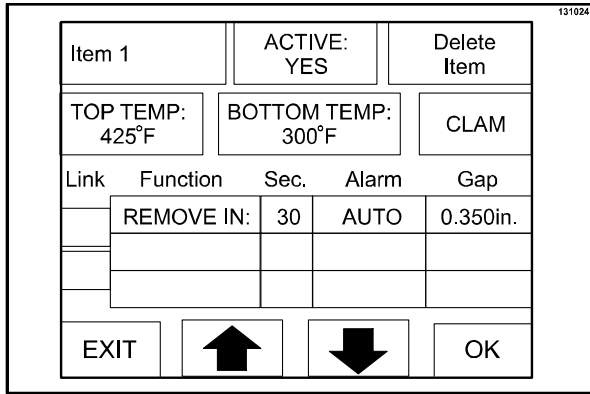 131024
Item 1
ACTIVE:
YES
Delete
Item
TOP TEMP:
425°F
BOTTOM TEMP:
300°F
CLAM
Link Function Sec. Alarm Gap
REMOVE IN: 30 AUTO 0.350in.
EXIT
OK